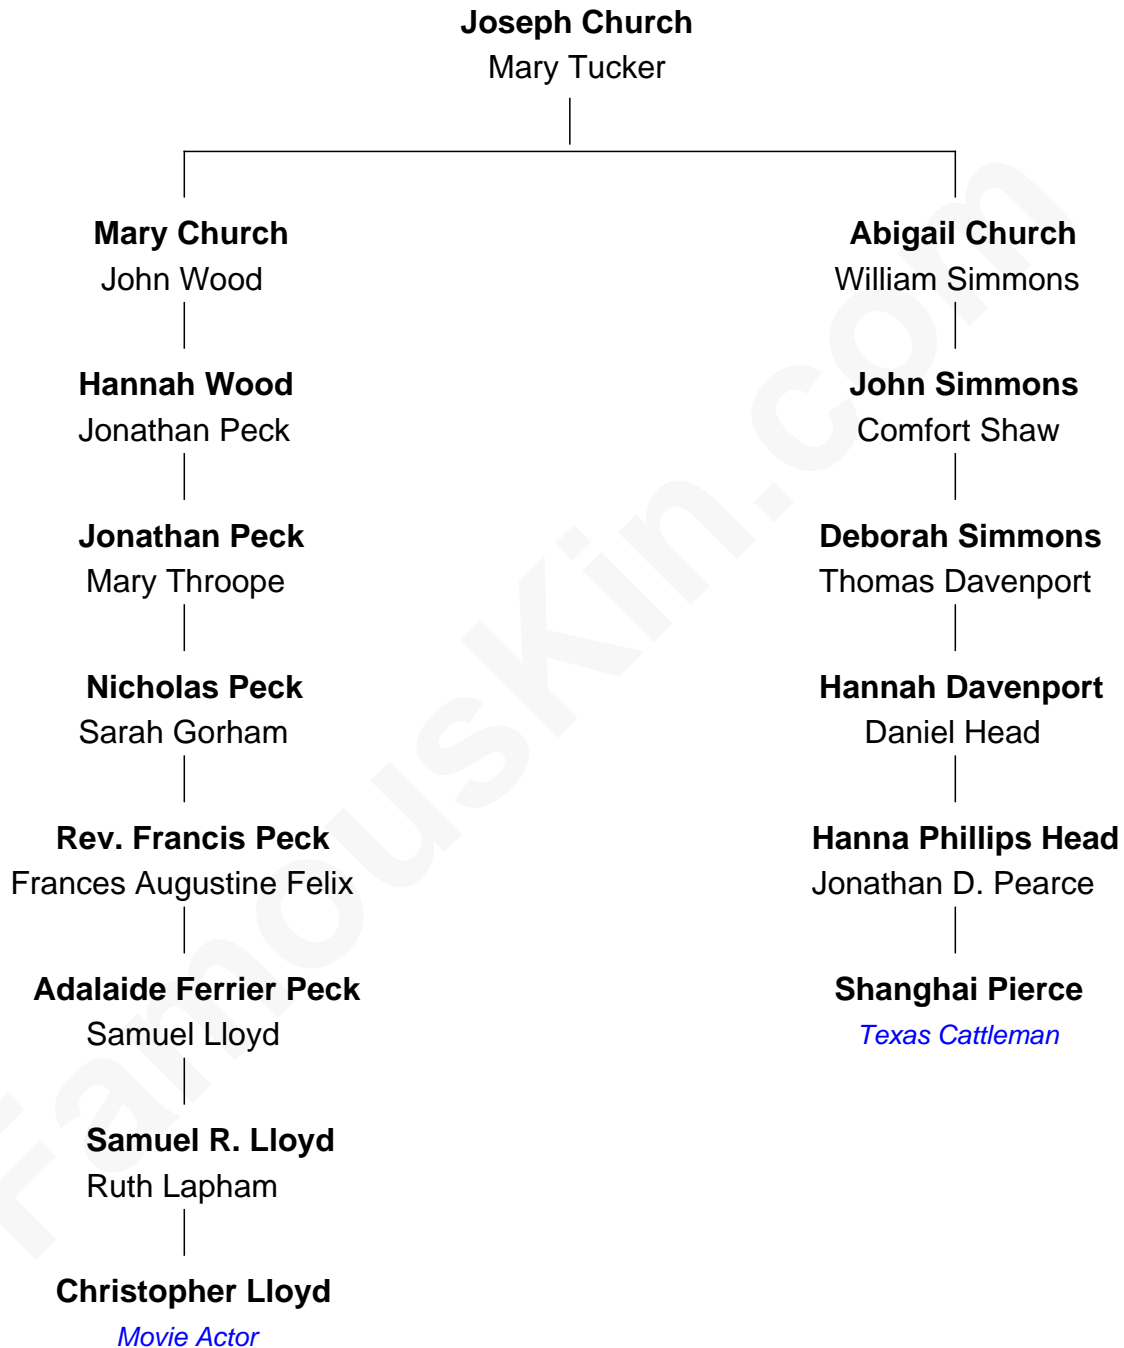 Joseph Church
Mary Tucker
Mary Church
John Wood
Hannah Wood
Jonathan Peck
Jonathan Peck
Mary Throope
Nicholas Peck
Sarah Gorham
Rev. Francis Peck
Frances Augustine Felix
Adalaide Ferrier Peck
Samuel Lloyd
Samuel R. Lloyd
Ruth Lapham
Christopher Lloyd
Movie Actor
Abigail Church
William Simmons
John Simmons
Comfort Shaw
Deborah Simmons
Thomas Davenport
Hannah Davenport
Daniel Head
Hanna Phillips Head
Jonathan D. Pearce
Shanghai Pierce
Texas Cattleman
FamousKin.com